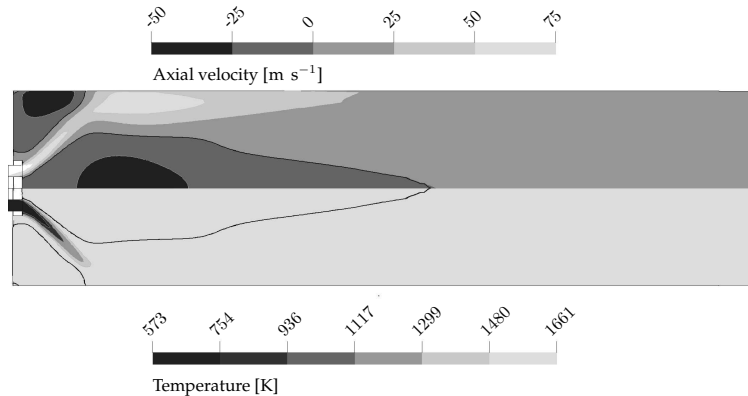 -50 -25 0 25 50 75
Axial velocity [m s−1]
573 754 936 1117 1299 1480 1661
Temperature [K]